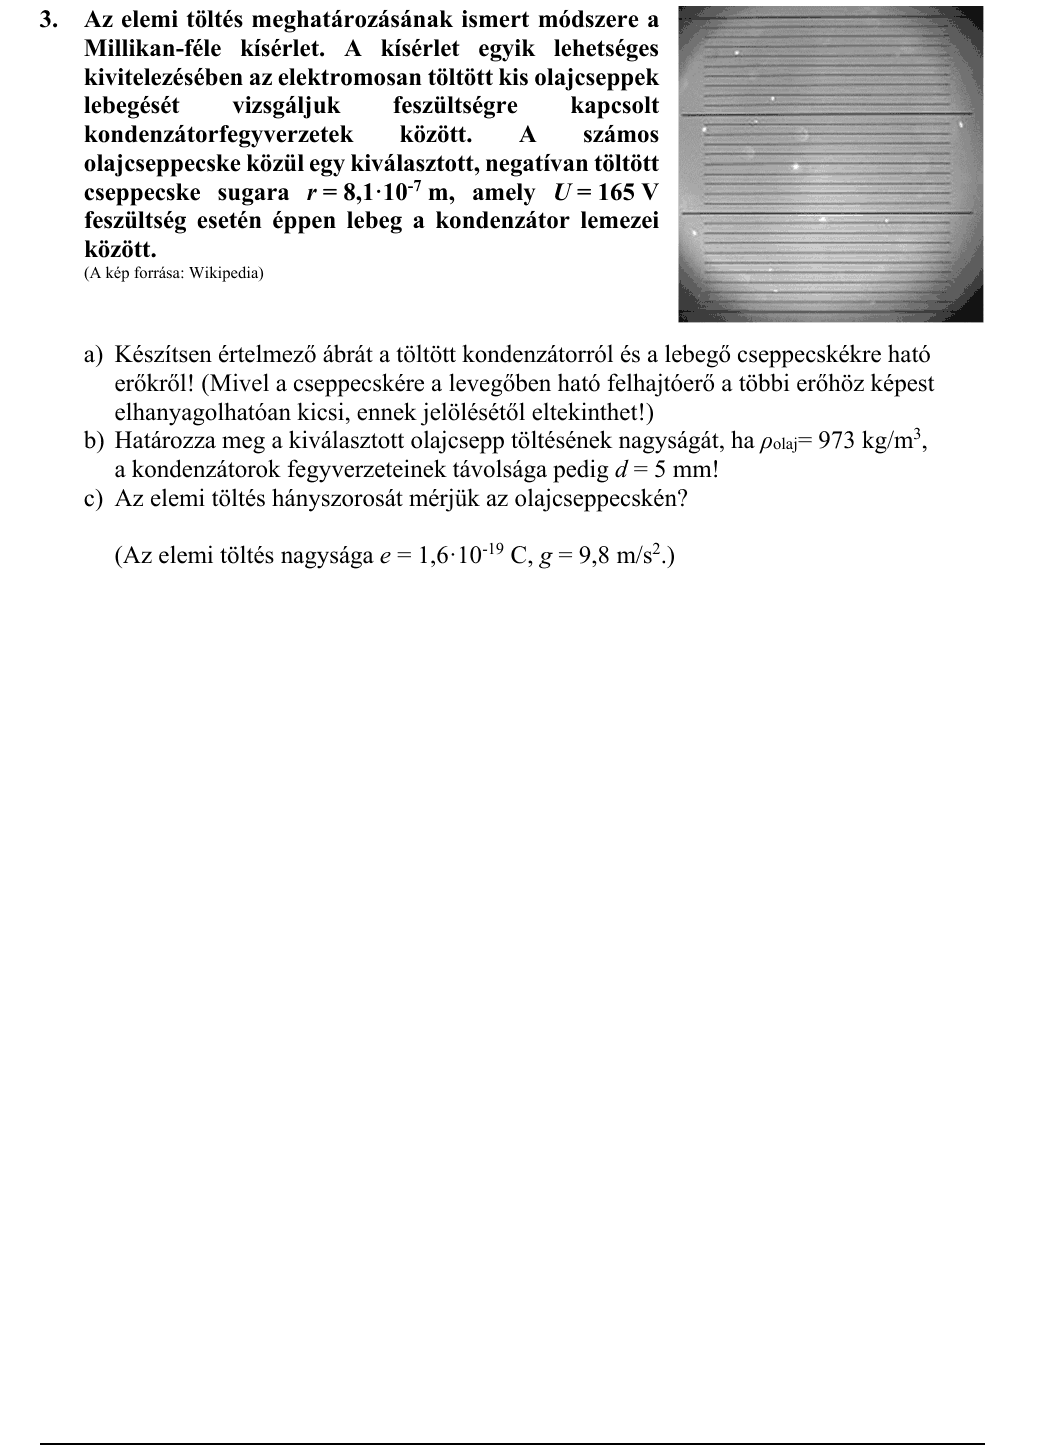 3. Az elemi töltés meghatározásának ismert módszere a
Millikan-féle kísérlet. A kísérlet egyik lehetséges
kivitelezésében az elektromosan töltött kis olajcseppek
lebegését vizsgáljuk feszültségre kapcsolt
kondenzátorfegyverzetek között. A számos
olajcseppecske közül egy kiválasztott, negatívan töltött
cseppecske sugara r = 8,1·10⁻⁷ m, amely U = 165 V
feszültség esetén éppen lebeg a kondenzátor lemezei
között.
(A kép forrása: Wikipedia)
a) Készítsen értelmező ábrát a töltött kondenzátorról és a lebegő cseppecskékre ható
erőkről! (Mivel a cseppecskére a levegőben ható felhajtóerő a többi erőhöz képest
elhanyagolhatóan kicsi, ennek jelölésétől eltekinthet!)
b) Határozza meg a kiválasztott olajcsepp töltésének nagyságát, ha ρolaj= 973 kg/m³,
a kondenzátorok fegyverzeteinek távolsága pedig d = 5 mm!
c) Az elemi töltés hányszorosát mérjük az olajcseppecskén?
(Az elemi töltés nagysága e = 1,6·10⁻¹⁹ C, g = 9,8 m/s².)